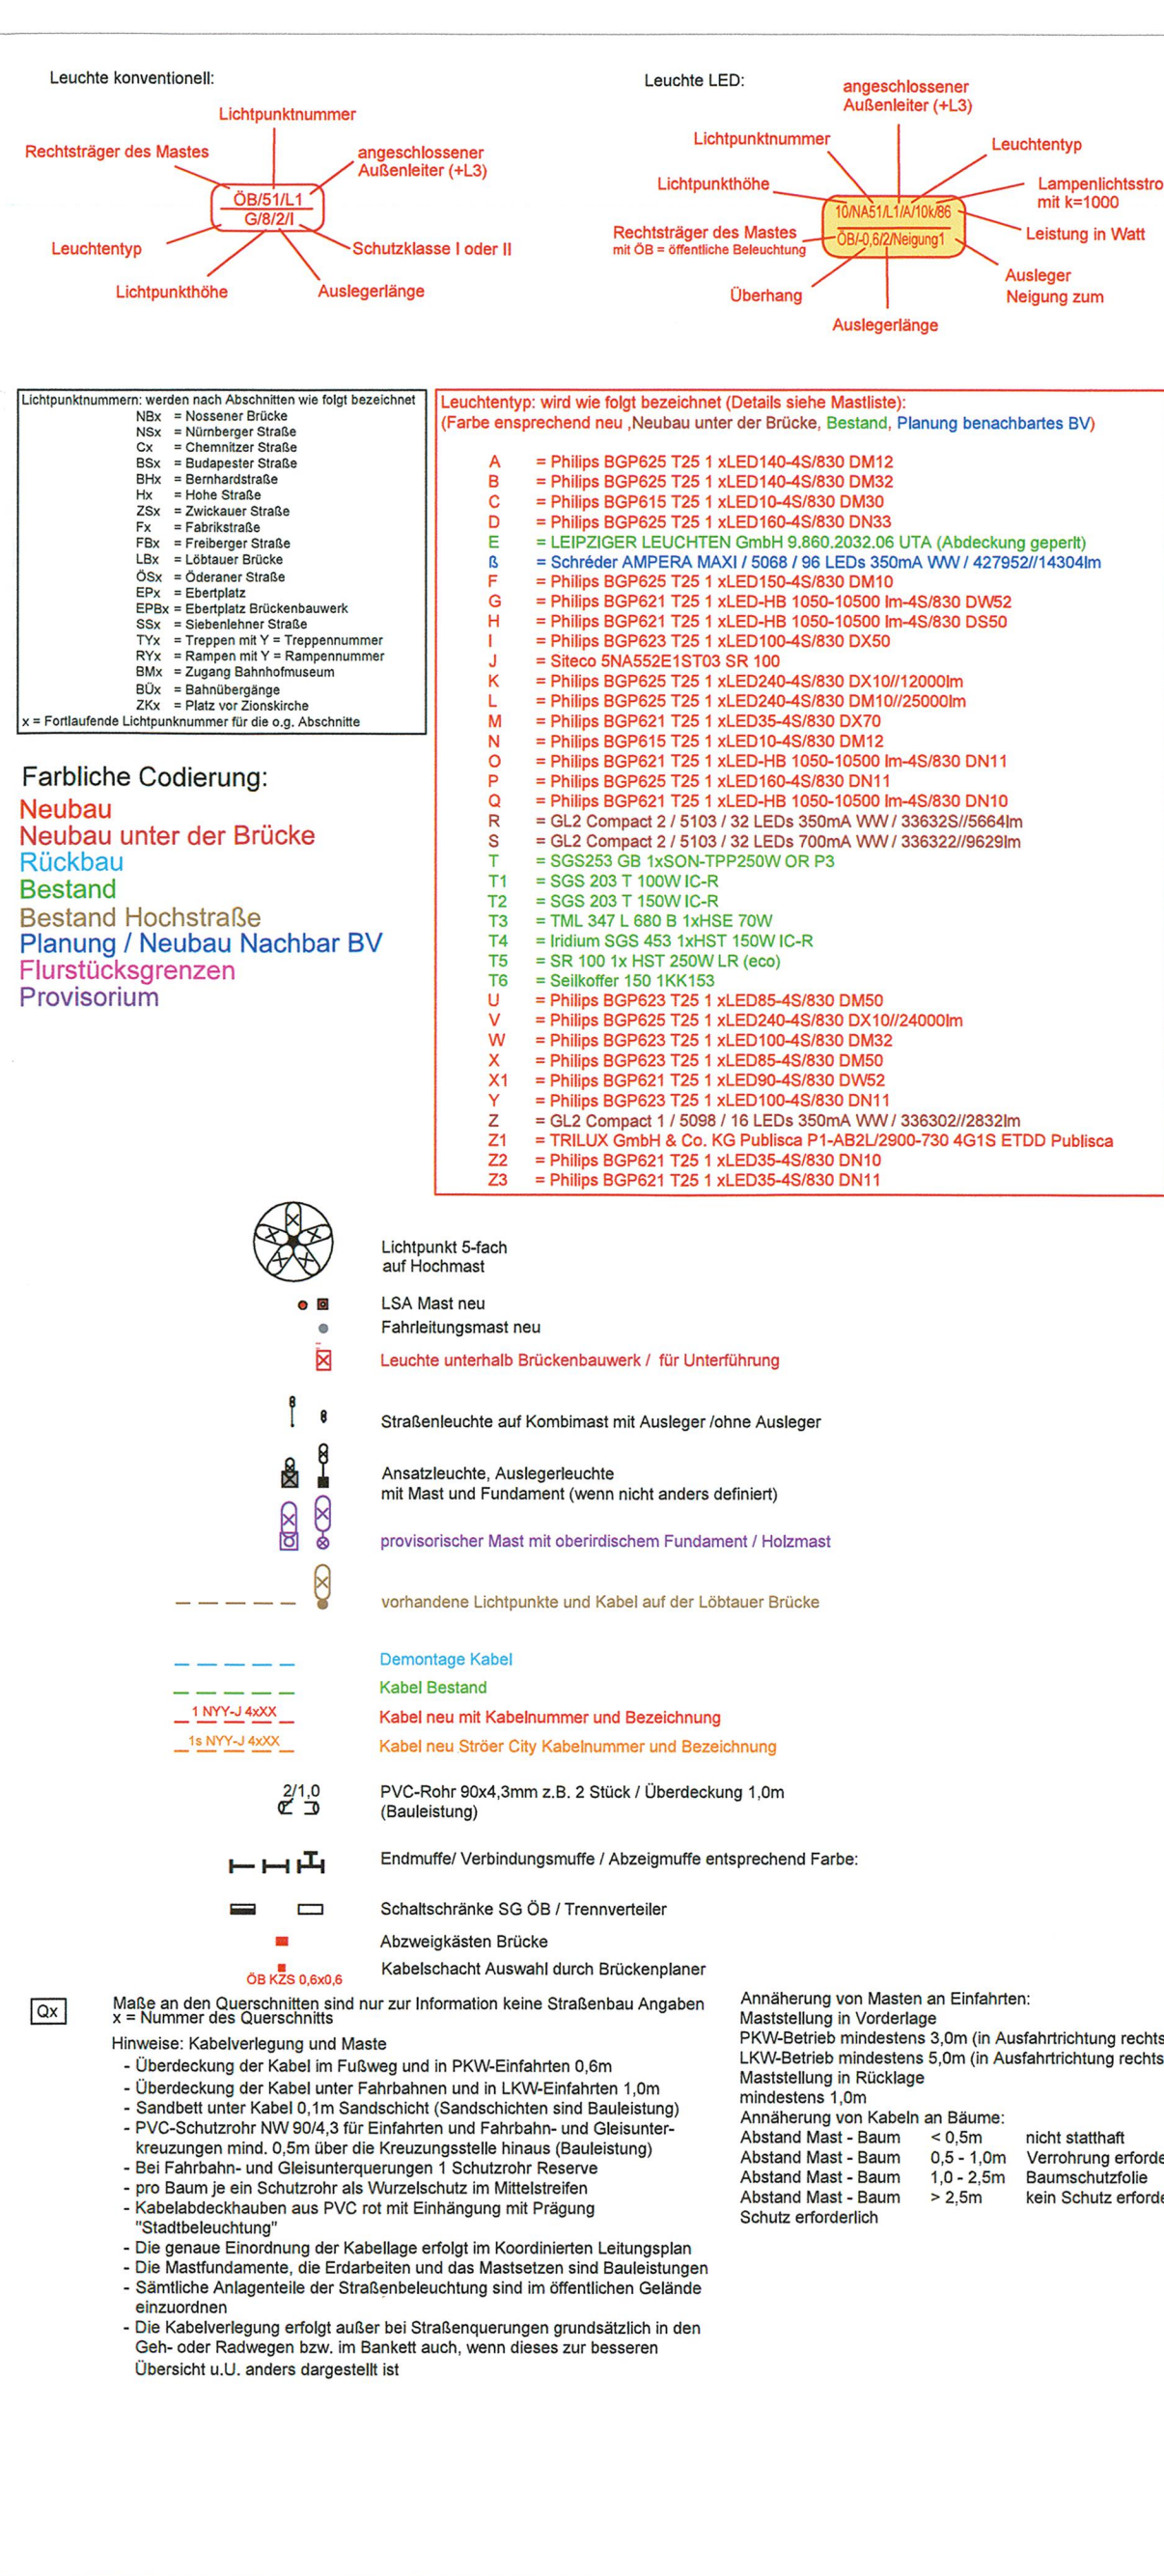 Leuchte konventionell:
Lichtpunktnummer
Rechtsträger des Mastes
angeschlossener
Außenleiter (+L3)
ÖB/51/L1
G/8/2/I
Leuchtentyp
Schutzklasse I oder II
Lichtpunkthöhe
Auslegerlänge
Leuchte LED:
angeschlossener
Außenleiter (+L3)
Lichtpunktnummer
Leuchtentyp
Lichtpunkthöhe
Lampenlichtsstro
mit k=1000
10/NA51/L1/A/10k/86
ÖB/-0,6/2/Neigung1
Rechtsträger des Mastes
mit ÖB = öffentliche Beleuchtung
Leistung in Watt
Überhang
Ausleger
Neigung zum
Auslegerlänge
Lichtpunktnummern: werden nach Abschnitten wie folgt bezeichnet
NBx = Nossener Brücke
NSx = Nürnberger Straße
Cx = Chemnitzer Straße
BSx = Budapester Straße
BHx = Bernhardstraße
Hx = Hohe Straße
ZSx = Zwickauer Straße
Fx = Fabrikstraße
FBx = Freiberger Straße
LBx = Löbtauer Brücke
ÖSx = Öderaner Straße
EPx = Ebertplatz
EPBx = Ebertplatz Brückenbauwerk
SSx = Siebenlehner Straße
TYx = Treppen mit Y = Treppennummer
RYx = Rampen mit Y = Rampennummer
BMx = Zugang Bahnhofmuseum
BÜx = Bahnübergänge
ZKx = Platz vor Zionskirche
x = Fortlaufende Lichtpunknummer für die o.g. Abschnitte
Farbliche Codierung:
Neubau
Neubau unter der Brücke
Rückbau
Bestand
Bestand Hochstraße
Planung / Neubau Nachbar BV
Flurstücksgrenzen
Provisorium
Leuchtentyp: wird wie folgt bezeichnet (Details siehe Mastliste):
(Farbe ensprechend neu ,Neubau unter der Brücke, Bestand, Planung benachbartes BV)
A = Philips BGP625 T25 1 xLED140-4S/830 DM12
B = Philips BGP625 T25 1 xLED140-4S/830 DM32
C = Philips BGP615 T25 1 xLED10-4S/830 DM30
D = Philips BGP625 T25 1 xLED160-4S/830 DN33
E = LEIPZIGER LEUCHTEN GmbH 9.860.2032.06 UTA (Abdeckung geperlt)
ß = Schréder AMPERA MAXI / 5068 / 96 LEDs 350mA WW / 427952//14304lm
F = Philips BGP625 T25 1 xLED150-4S/830 DM10
G = Philips BGP621 T25 1 xLED-HB 1050-10500 lm-4S/830 DW52
H = Philips BGP621 T25 1 xLED-HB 1050-10500 lm-4S/830 DS50
I = Philips BGP623 T25 1 xLED100-4S/830 DX50
J = Siteco 5NA552E1ST03 SR 100
K = Philips BGP625 T25 1 xLED240-4S/830 DX10//12000lm
L = Philips BGP625 T25 1 xLED240-4S/830 DM10//25000lm
M = Philips BGP621 T25 1 xLED35-4S/830 DX70
N = Philips BGP615 T25 1 xLED10-4S/830 DM12
O = Philips BGP621 T25 1 xLED-HB 1050-10500 lm-4S/830 DN11
P = Philips BGP625 T25 1 xLED160-4S/830 DN11
Q = Philips BGP621 T25 1 xLED-HB 1050-10500 lm-4S/830 DN10
R = GL2 Compact 2 / 5103 / 32 LEDs 350mA WW / 33632S//5664lm
S = GL2 Compact 2 / 5103 / 32 LEDs 700mA WW / 336322//9629lm
T = SGS253 GB 1xSON-TPP250W OR P3
T1 = SGS 203 T 100W IC-R
T2 = SGS 203 T 150W IC-R
T3 = TML 347 L 680 B 1xHSE 70W
T4 = Iridium SGS 453 1xHST 150W IC-R
T5 = SR 100 1x HST 250W LR (eco)
T6 = Seilkoffer 150 1KK153
U = Philips BGP623 T25 1 xLED85-4S/830 DM50
V = Philips BGP625 T25 1 xLED240-4S/830 DX10//24000lm
W = Philips BGP623 T25 1 xLED100-4S/830 DM32
X = Philips BGP623 T25 1 xLED85-4S/830 DM50
X1 = Philips BGP621 T25 1 xLED90-4S/830 DW52
Y = Philips BGP623 T25 1 xLED100-4S/830 DN11
Z = GL2 Compact 1 / 5098 / 16 LEDs 350mA WW / 336302//2832lm
Z1 = TRILUX GmbH & Co. KG Publisca P1-AB2L/2900-730 4G1S ETDD Publisca
Z2 = Philips BGP621 T25 1 xLED35-4S/830 DN10
Z3 = Philips BGP621 T25 1 xLED35-4S/830 DN11
Lichtpunkt 5-fach
auf Hochmast
LSA Mast neu
Fahrleitungsmast neu
Leuchte unterhalb Brückenbauwerk / für Unterführung
Straßenleuchte auf Kombimast mit Ausleger /ohne Ausleger
Ansatzleuchte, Auslegerleuchte
mit Mast und Fundament (wenn nicht anders definiert)
provisorischer Mast mit oberirdischem Fundament / Holzmast
vorhandene Lichtpunkte und Kabel auf der Löbtauer Brücke
Demontage Kabel
Kabel Bestand
1 NYY-J 4xXX
Kabel neu mit Kabelnummer und Bezeichnung
1s NYY-J 4xXX
Kabel neu Ströer City Kabelnummer und Bezeichnung
2/1,0
PVC-Rohr 90x4,3mm z.B. 2 Stück / Überdeckung 1,0m
(Bauleistung)
Endmuffe/ Verbindungsmuffe / Abzeigmuffe entsprechend Farbe:
Schaltschränke SG ÖB / Trennverteiler
Abzweigkästen Brücke
ÖB KZS 0,6x0,6
Kabelschacht Auswahl durch Brückenplaner
Qx
Maße an den Querschnitten sind nur zur Information keine Straßenbau Angaben
x = Nummer des Querschnitts
Hinweise: Kabelverlegung und Maste
- Überdeckung der Kabel im Fußweg und in PKW-Einfahrten 0,6m
- Überdeckung der Kabel unter Fahrbahnen und in LKW-Einfahrten 1,0m
- Sandbett unter Kabel 0,1m Sandschicht (Sandschichten sind Bauleistung)
- PVC-Schutzrohr NW 90/4,3 für Einfahrten und Fahrbahn- und Gleisunter-
kreuzungen mind. 0,5m über die Kreuzungsstelle hinaus (Bauleistung)
- Bei Fahrbahn- und Gleisunterquerungen 1 Schutzrohr Reserve
- pro Baum je ein Schutzrohr als Wurzelschutz im Mittelstreifen
- Kabelabdeckhauben aus PVC rot mit Einhängung mit Prägung
"Stadtbeleuchtung"
- Die genaue Einordnung der Kabellage erfolgt im Koordinierten Leitungsplan
- Die Mastfundamente, die Erdarbeiten und das Mastsetzen sind Bauleistungen
- Sämtliche Anlagenteile der Straßenbeleuchtung sind im öffentlichen Gelände
einzuordnen
- Die Kabelverlegung erfolgt außer bei Straßenquerungen grundsätzlich in den
Geh- oder Radwegen bzw. im Bankett auch, wenn dieses zur besseren
Übersicht u.U. anders dargestellt ist
Annäherung von Masten an Einfahrten:
Maststellung in Vorderlage
PKW-Betrieb mindestens 3,0m (in Ausfahrtrichtung rechts
LKW-Betrieb mindestens 5,0m (in Ausfahrtrichtung rechts
Maststellung in Rücklage
mindestens 1,0m
Annäherung von Kabeln an Bäume:
Abstand Mast - Baum < 0,5m nicht statthaft
Abstand Mast - Baum 0,5 - 1,0m Verrohrung erforde
Abstand Mast - Baum 1,0 - 2,5m Baumschutzfolie
Abstand Mast - Baum > 2,5m kein Schutz erforde
Schutz erforderlich